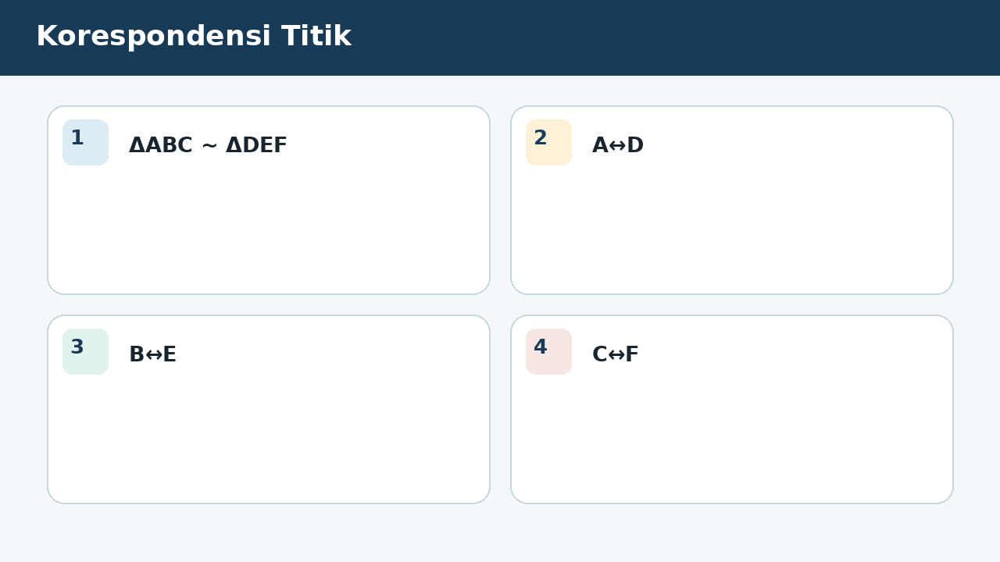 Korespondensi Titik
1
ΔABC ~ ΔDEF
2
A↔D
3
B↔E
4
C↔F